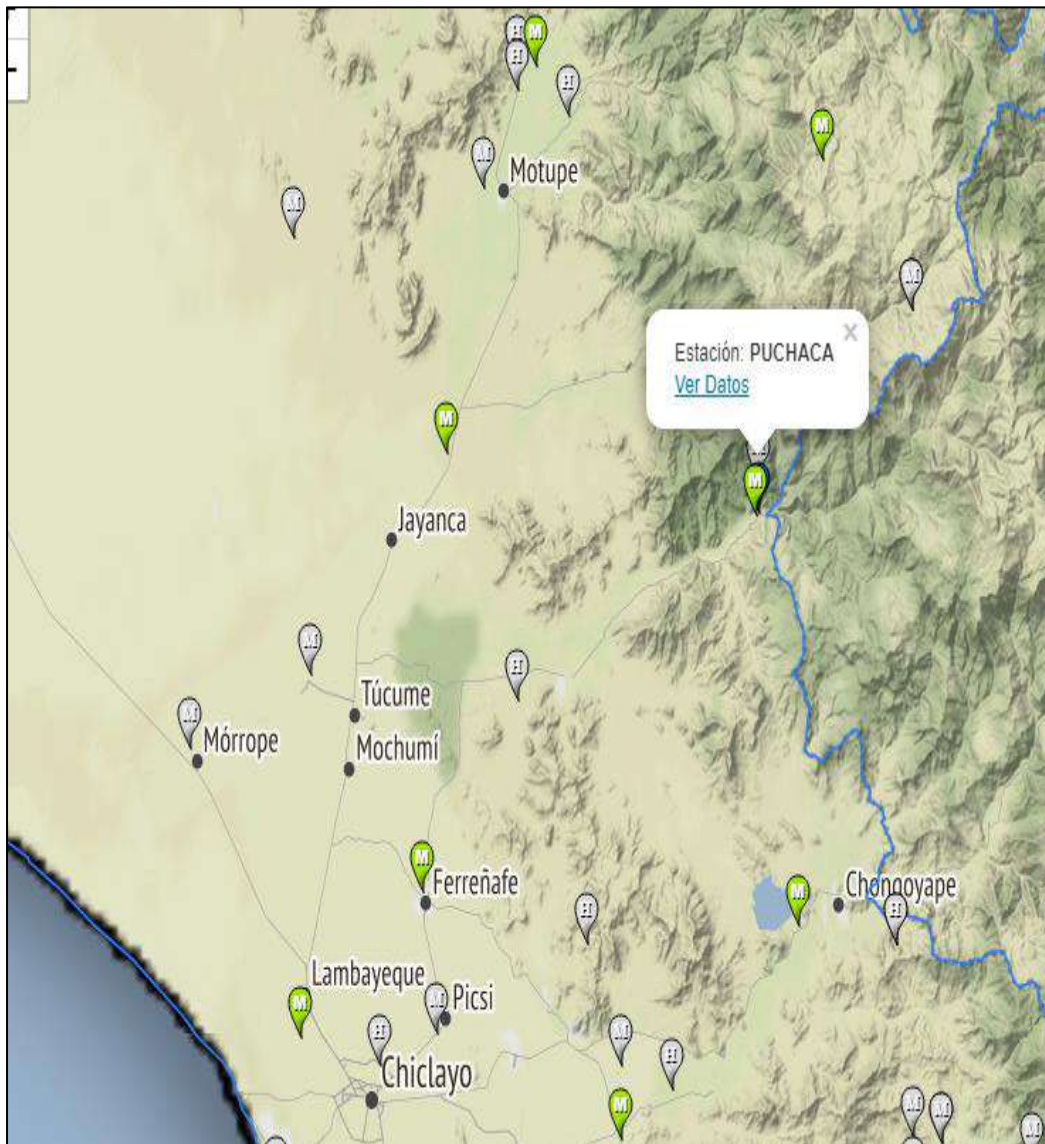 H
M
H
H
M
M
Motupe
M
M
Estación: PUCHACA
×
Ver Datos
M
M
M
Jayanca
M
H
Túcume
M
Mochumí
Mórrope
M
Ferreñafe
M
Chongoyape
H
H
Lambayeque
M
M
Picsi
H
M
H
Chiclayo
M
M
M